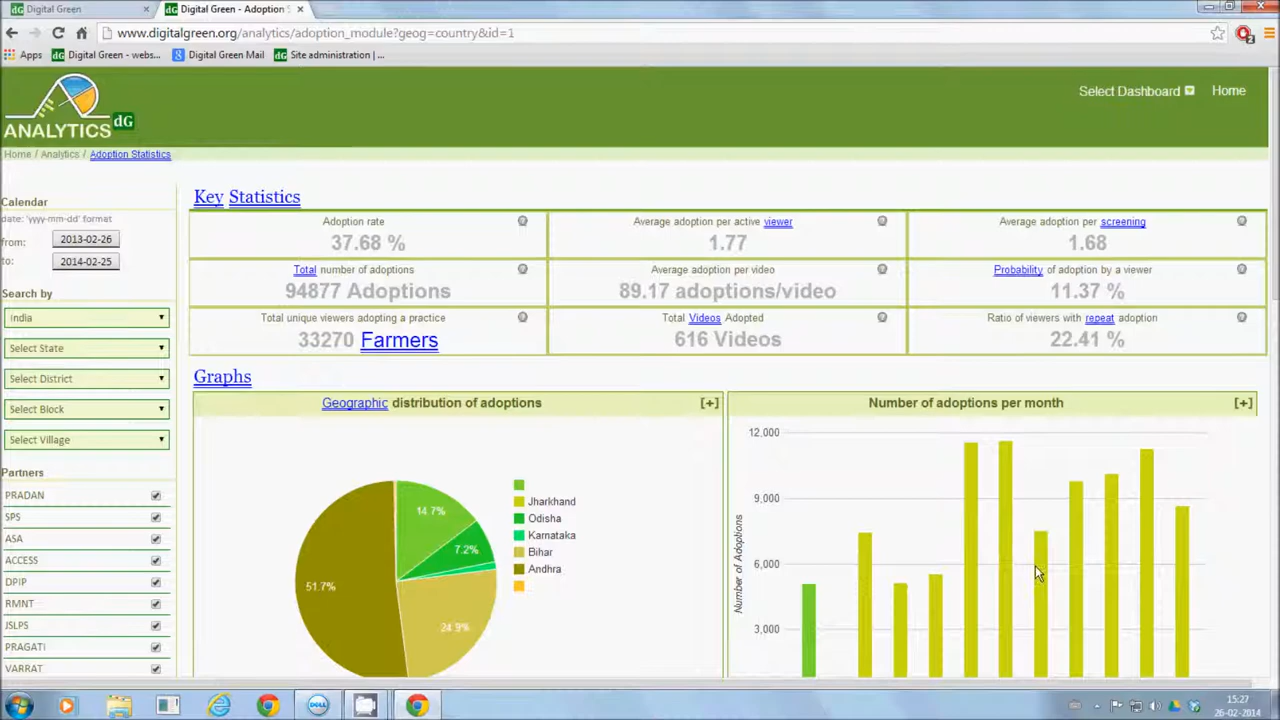 Digital Green
Digital Green - Adoption S
www.digitalgreen.org/analytics/adoption_module?geog=country&id=1
Apps
Digital Green - webs...
Digital Green Mail
Site administration | ...
Select Dashboard
Home
ANALYTICS dG
Home / Analytics / Adoption Statistics
Calendar
date: 'yyyy-mm-dd' format
from: 2013-02-26
to: 2014-02-25
Search by
India
Select State
Select District
Select Block
Select Village
Partners
PRADAN
SPS
ASA
ACCESS
DPIP
RMNT
JSLPS
PRAGATI
VARRAT
Key Statistics
Adoption rate
37.68 %
Average adoption per active viewer
1.77
Average adoption per screening
1.68
Total number of adoptions
94877 Adoptions
Average adoption per video
89.17 adoptions/video
Probability of adoption by a viewer
11.37 %
Total unique viewers adopting a practice
33270 Farmers
Total Videos Adopted
616 Videos
Ratio of viewers with repeat adoption
22.41 %
Graphs
Geographic distribution of adoptions [+]
14.7%
7.2%
24.9%
51.7%
Jharkhand
Odisha
Karnataka
Bihar
Andhra
Number of adoptions per month [+]
Number of Adoptions
12,000
9,000
6,000
3,000
15:27
26-02-2014